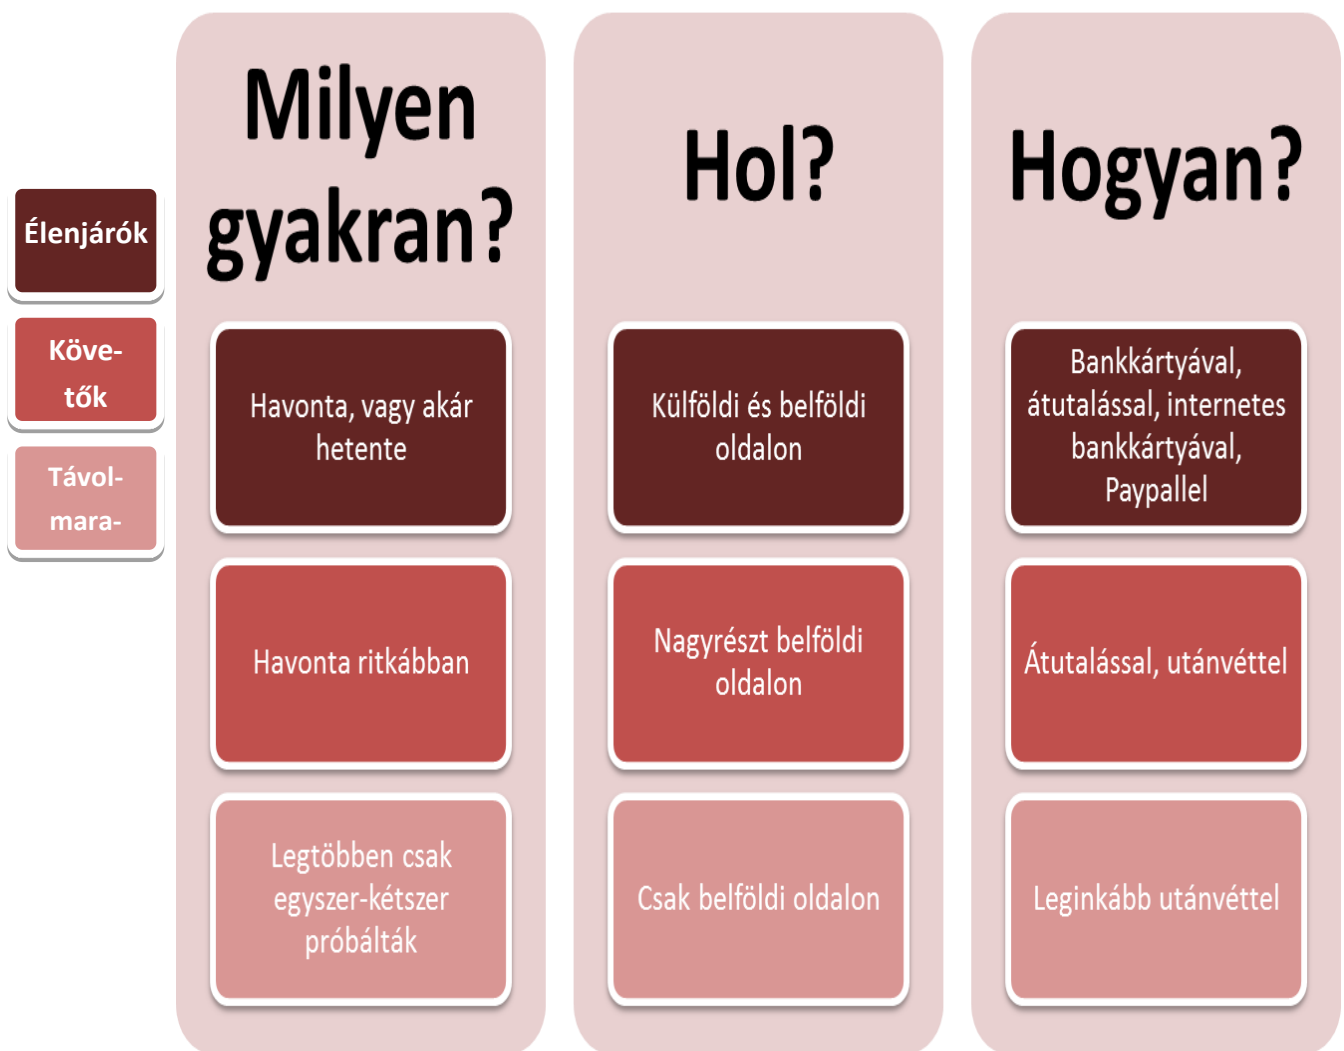 Élenjárók
Köve-
tők
Távol-
mara-
Milyen
gyakran?
Havonta, vagy akár
hetente
Havonta ritkábban
Legtöbben csak
egyszer-kétszer
próbálták
Hol?
Külföldi és belföldi
oldalon
Nagyrészt belföldi
oldalon
Csak belföldi oldalon
Hogyan?
Bankkártyával,
átutalással, internetes
bankkártyával,
Paypallel
Átutalással, utánvéttel
Leginkább utánvéttel